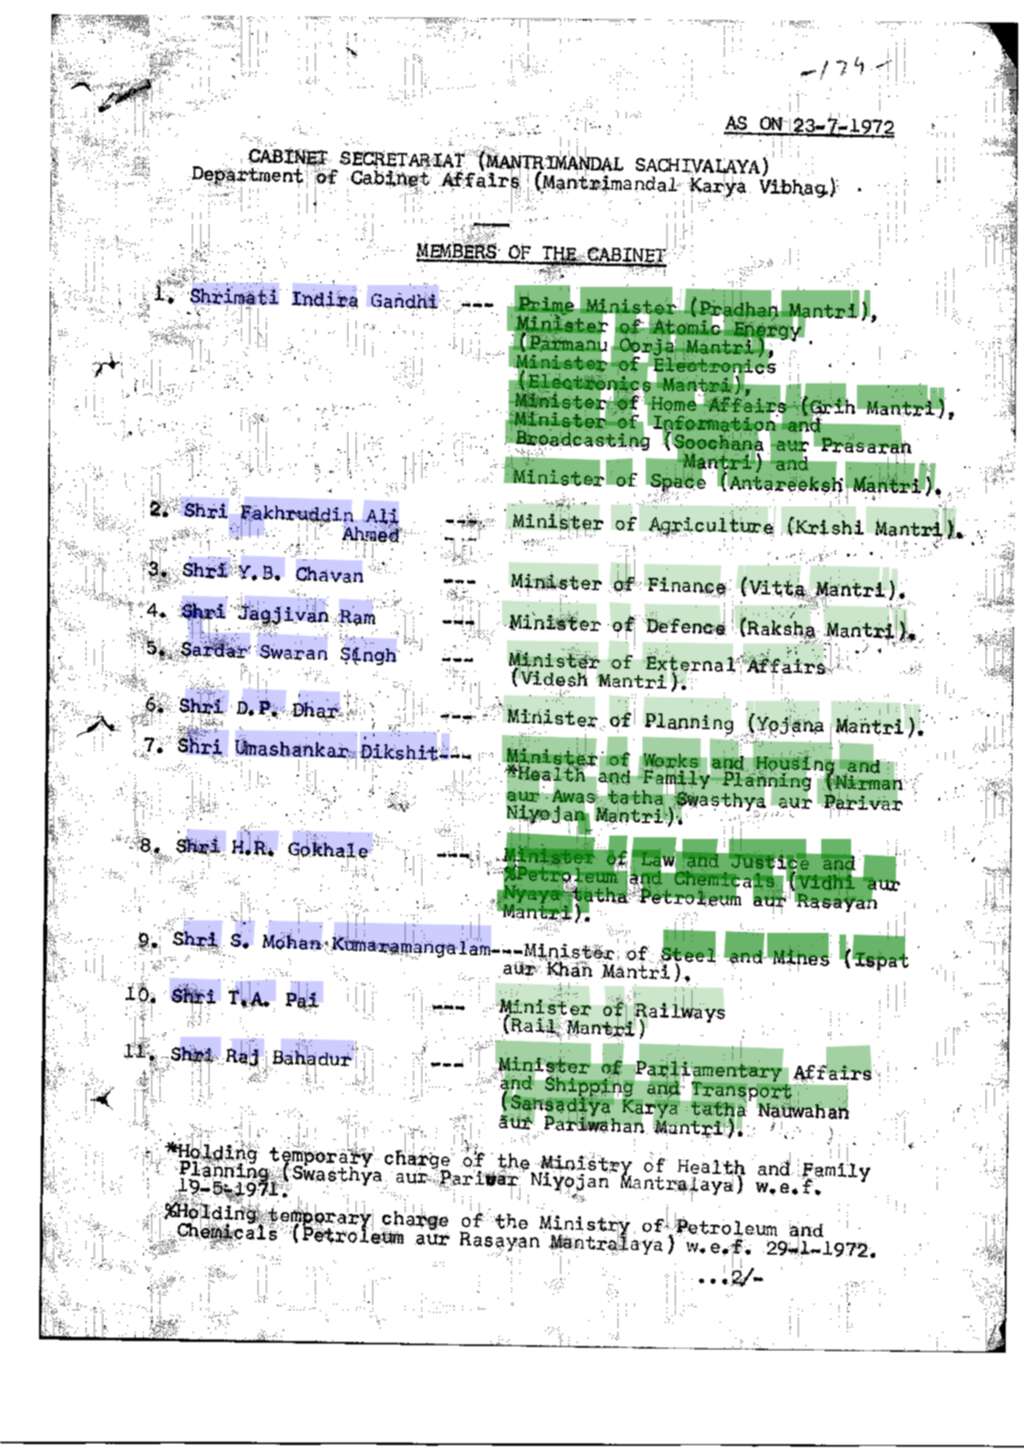 -174-
AS ON 23-7-1972
CABINET SECRETARIAT (MANTRIMANDAL SACHIVALAYA)
Department of Cabinet Affairs (Mantrimandal Karya Vibhag)
MEMBERS OF THE CABINET
1. Shrimati Indira Gandhi --- Prime Minister (Pradhan Mantri),
Minister of Atomic Energy
(Parmanu Oorja Mantri),
Minister of Electronics
(Electronics Mantri),
Minister of Home Affairs (Grih Mantri),
Minister of Information and
Broadcasting (Soochana aur Prasaran
Mantri) and
Minister of Space (Antareeksh Mantri).
2. Shri Fakhruddin Ali --- Minister of Agriculture (Krishi Mantri).
Ahmed ---
3. Shri Y.B. Chavan --- Minister of Finance (Vitta Mantri).
4. Shri Jagjivan Ram --- Minister of Defence (Raksha Mantri).
5. Sardar Swaran Singh --- Minister of External Affairs
(Videsh Mantri).
6. Shri D.P. Dhar --- Minister of Planning (Yojana Mantri).
7. Shri Umashankar Dikshit--- Minister of Works and Housing and
*Health and Family Planning (Nirman
aur Awas tatha Swasthya aur Parivar
Niyojan Mantri).
8. Shri H.R. Gokhale --- Minister of Law and Justice and
%Petroleum and Chemicals (Vidhi aur
Nyaya tatha Petroleum aur Rasayan
Mantri).
9. Shri S. Mohan Kumaramangalam---Minister of Steel and Mines (Ispat
aur Khan Mantri).
10. Shri T.A. Pai --- Minister of Railways
(Rail Mantri)
11. Shri Raj Bahadur --- Minister of Parliamentary Affairs
and Shipping and Transport
(Sansadiya Karya tatha Nauwahan
aur Pariwahan Mantri).
*Holding temporary charge of the Ministry of Health and Family
Planning (Swasthya aur Parivar Niyojan Mantralaya) w.e.f.
19-5-1971.
%Holding temporary charge of the Ministry of Petroleum and
Chemicals (Petroleum aur Rasayan Mantralaya) w.e.f. 29-1-1972.
...2/-